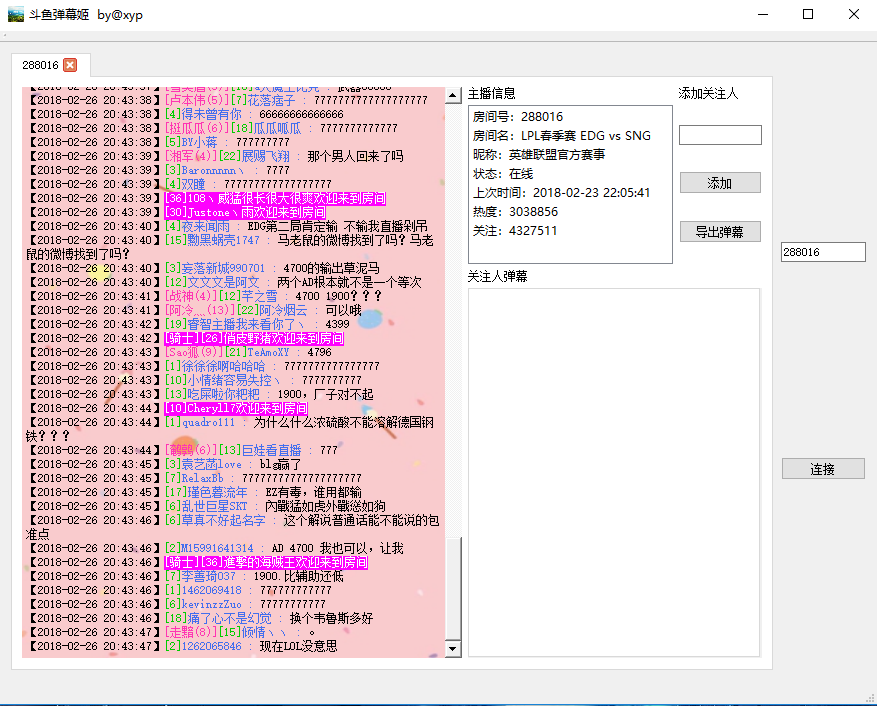 斗鱼弹幕姬 by@xyp
288016
【2018-02-26 20:43:38】[卢本伟(5)][7]花落痞子 : 7777777777777777777
【2018-02-26 20:43:38】[4]得未曾有你 : 66666666666666
【2018-02-26 20:43:38】[挺瓜瓜(6)][18]瓜瓜呱瓜 : 77777777777777
【2018-02-26 20:43:38】[5]BY小蒋 : 777777777
【2018-02-26 20:43:39】[湘军(4)][22]展赐飞翔 : 那个男人回来了吗
【2018-02-26 20:43:39】[3]Baronnnnn丶 : 7777
【2018-02-26 20:43:39】[4]双瞳 : 777777777777777777
【2018-02-26 20:43:39】[36]108丶威猛很长很大很爽欢迎来到房间
【2018-02-26 20:43:39】[30]Justone丶雨欢迎来到房间
【2018-02-26 20:43:40】[4]夜来闻雨 : EDG第二局肯定输 不输我直播剁吊
【2018-02-26 20:43:40】[15]黝黑蜗壳1747 : 马老鼠的微博找到了吗？马老
鼠的微博找到了吗？
【2018-02-26 20:43:40】[3]妄落新城990701 : 4700的输出草泥马
【2018-02-26 20:43:40】[12]文文文是阿文 : 两个AD根本就不是一个等次
【2018-02-26 20:43:41】[战神(4)][12]芊之雪 : 4700 1900？？？
【2018-02-26 20:43:41】[阿冷灬(13)][22]阿冷烟云 : 可以哦
【2018-02-26 20:43:42】[19]睿智主播我来看你了丶 : 4399
【2018-02-26 20:43:42】[骑士][26]俏皮野猪欢迎来到房间
【2018-02-26 20:43:43】[Sao狐(9)][21]TeAmoXY : 4796
【2018-02-26 20:43:43】[1]徐徐徐啊哈哈哈 : 7777777777777777
【2018-02-26 20:43:43】[10]小情绪容易失控丶 : 7777777777
【2018-02-26 20:43:43】[13]吃屎啦你粑粑 : 1900，厂子对不起
【2018-02-26 20:43:44】[10]Cheryll7欢迎来到房间
【2018-02-26 20:43:44】[1]quadro111 : 为什么什么浓硫酸不能溶解德国钢
铁？？？
【2018-02-26 20:43:44】[鹌鹑(6)][13]巨娃看直播 : 777
【2018-02-26 20:43:45】[3]袁艺菡love : blg赢了
【2018-02-26 20:43:45】[7]RelaxBb : 77777777777777777777
【2018-02-26 20:43:45】[17]瑾色暮流年 : EZ有毒，谁用都输
【2018-02-26 20:43:45】[6]乱世巨星SKT : 內戰猛如虎外戰慫如狗
【2018-02-26 20:43:46】[6]草真不好起名字 : 这个解说普通话能不能说的包
准点
【2018-02-26 20:43:46】[2]M15991641314 : AD 4700 我也可以，让我
【2018-02-26 20:43:46】[骑士][36]進擊的海贼王欢迎来到房间
【2018-02-26 20:43:46】[7]李善琦037 : 1900.比辅助还低
【2018-02-26 20:43:46】[1]1462069418 : 777777777777
【2018-02-26 20:43:46】[6]kevinzzZuo : 77777777777
【2018-02-26 20:43:46】[18]痛了心不是幻觉 : 换个韦鲁斯多好
【2018-02-26 20:43:47】[走黯(8)][15]倾情丶丶 : 。
【2018-02-26 20:43:47】[2]1262065846 : 现在LOL没意思
主播信息
房间号: 288016
房间名: LPL春季赛 EDG vs SNG
昵称: 英雄联盟官方赛事
状态: 在线
上次时间: 2018-02-23 22:05:41
热度: 3038856
关注: 4327511
关注人弹幕
添加关注人
添加
导出弹幕
288016
连接